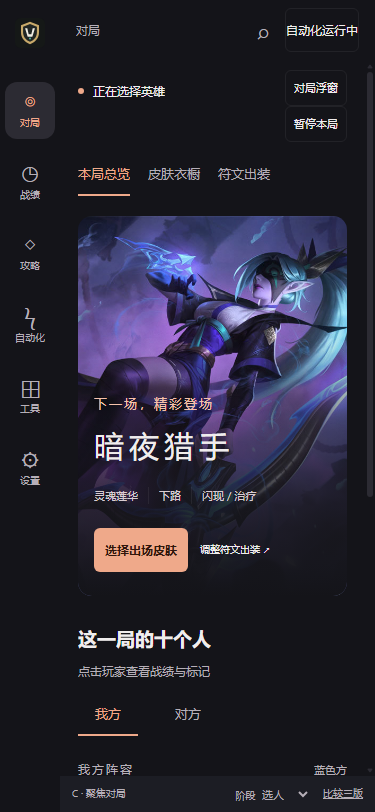 对局
自动化运行中
正在选择英雄
对局浮窗
暂停本局
对局
战绩
攻略
自动化
工具
设置
本局总览 皮肤衣橱 符文出装
下一场，精彩登场
暗夜猎手
灵魂莲华 下路 闪现 / 治疗
选择出场皮肤 调整符文出装 ↗
这一局的十个人
点击玩家查看战绩与标记
我方 对方
我方阵容 蓝色方
C · 聚焦对局 阶段 选人 比较三版